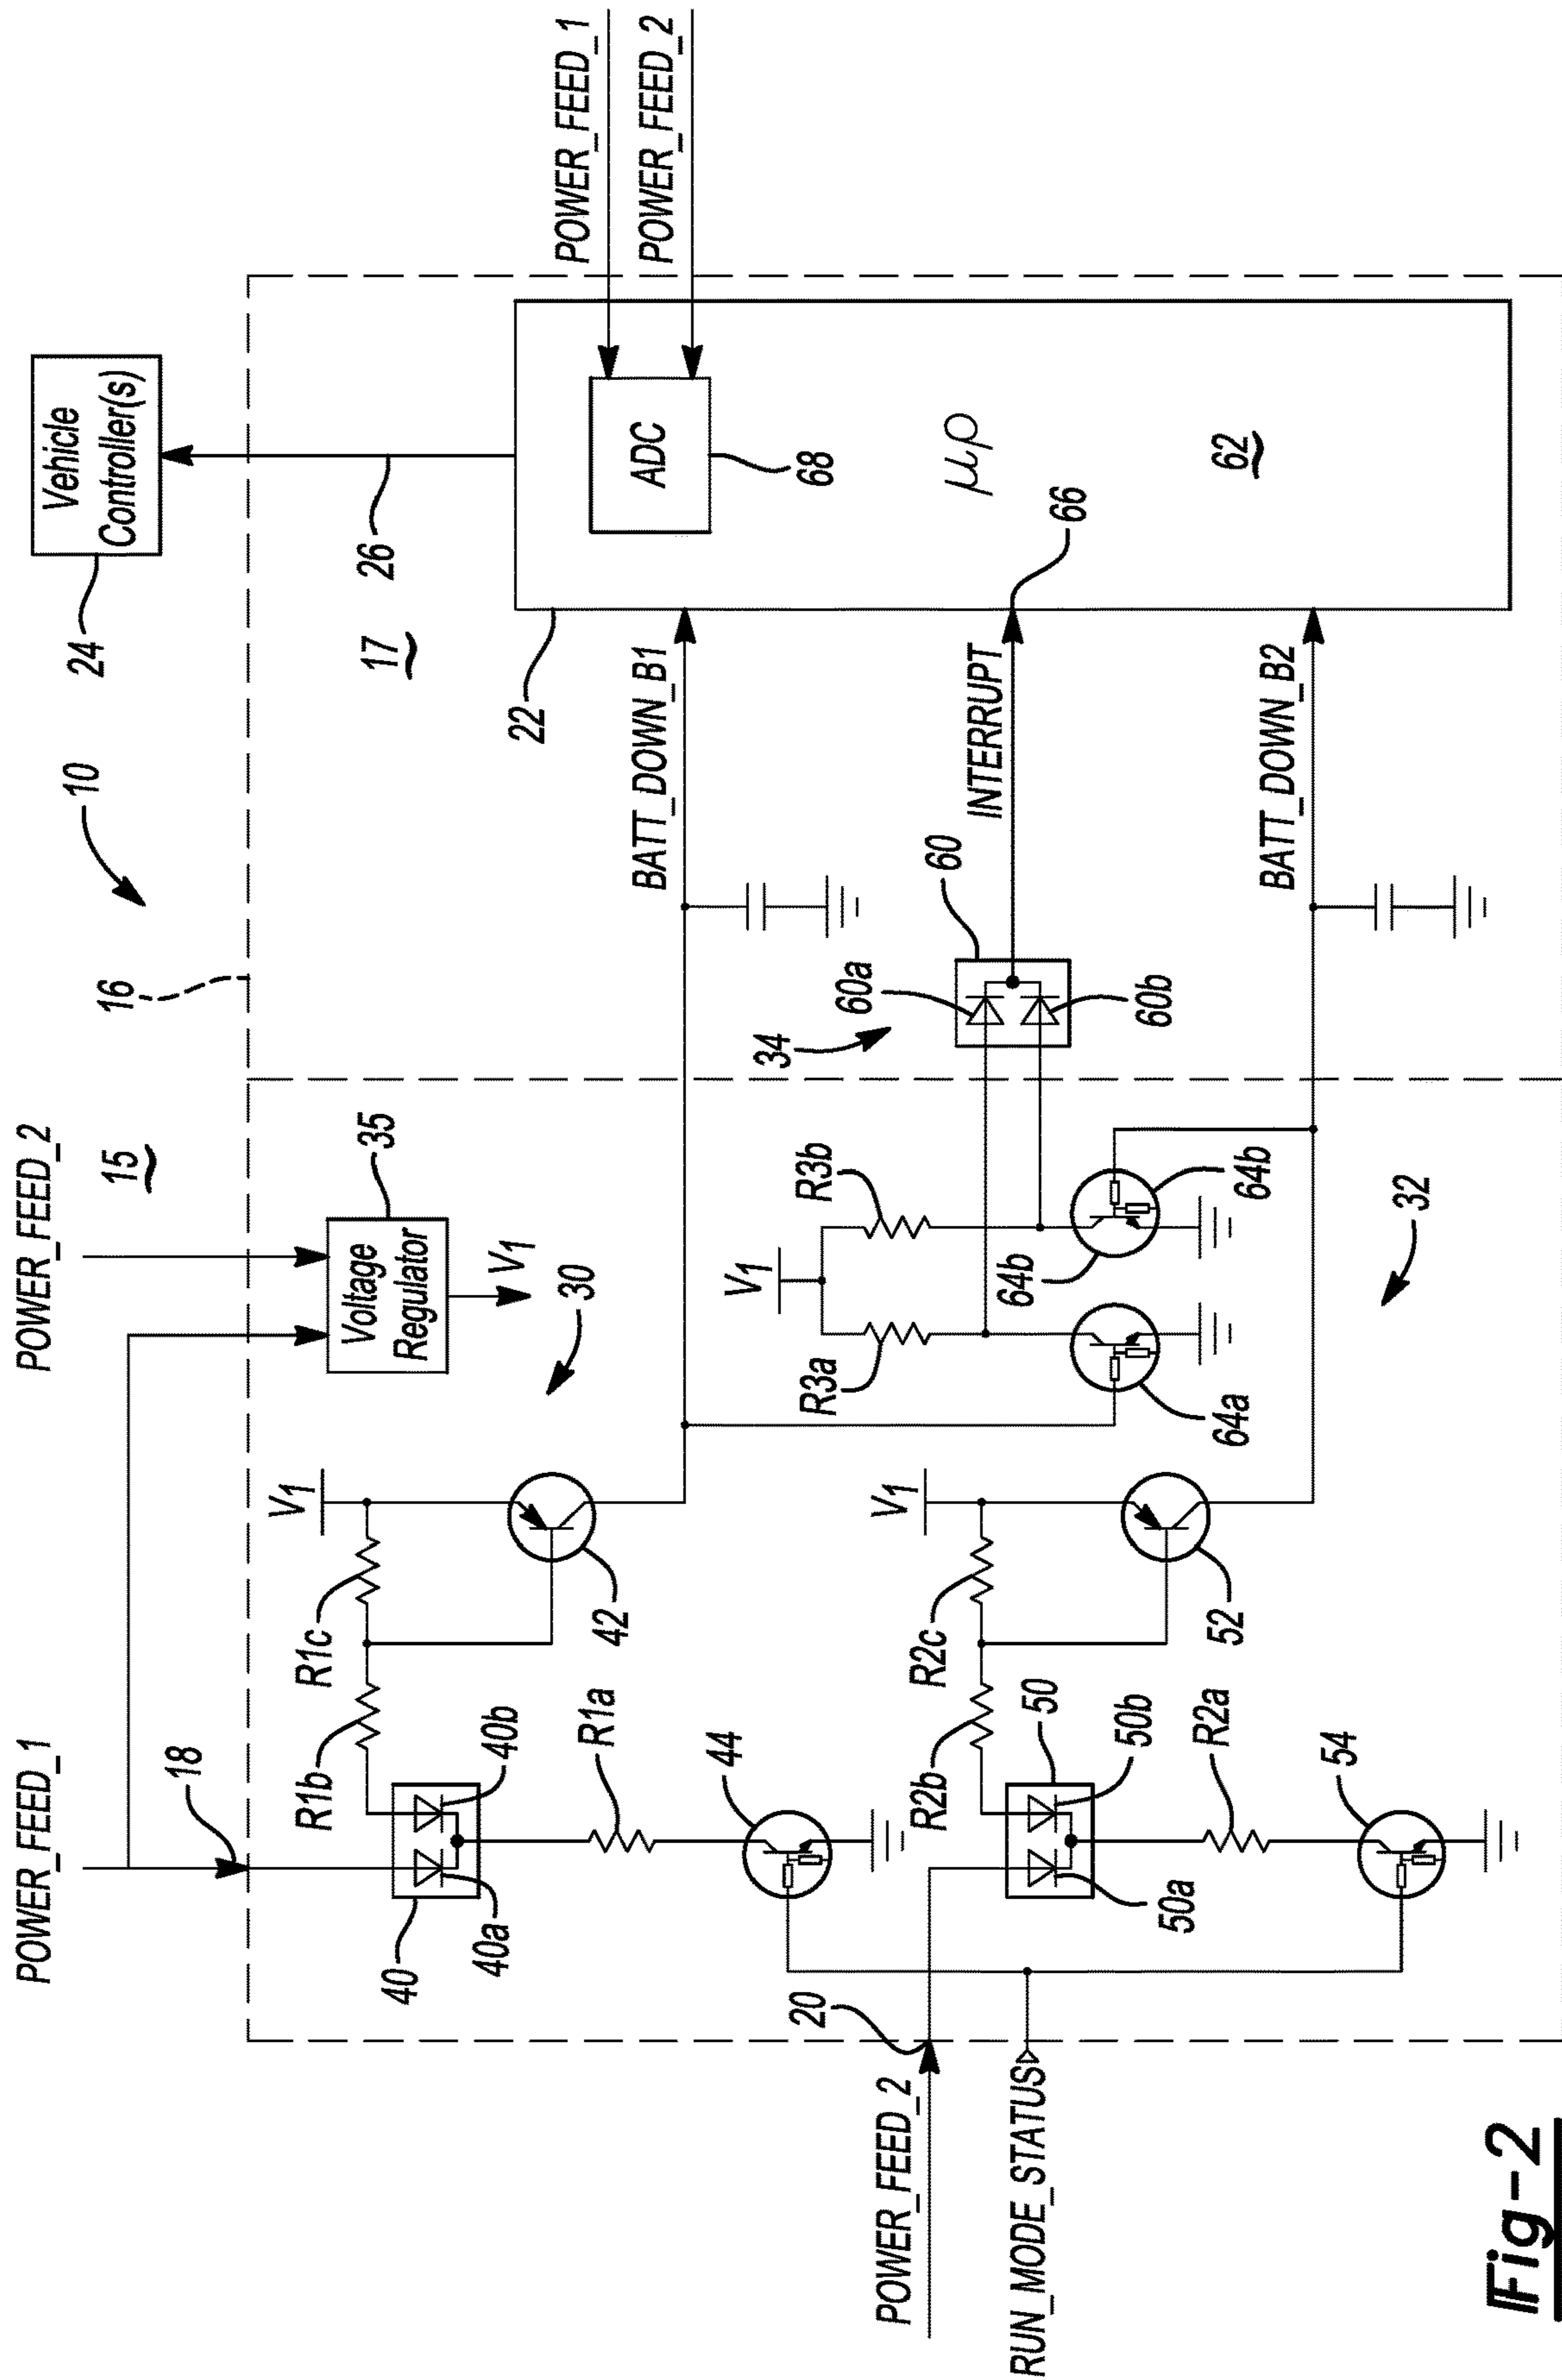 POWER_FEED_1
POWER_FEED_2
15
16
10
24
Vehicle
Controller(s)
18
Voltage
Regulator
35
V1
30
17
26
22
POWER_FEED_1
POWER_FEED_2
ADC
68
μρ
62
66
R1b
R1c
V1
40
40a
40b
R1a
42
44
BATT_DOWN_B1
POWER_FEED_2
20
RUN_MODE_STATUS
R2b
R2c
V1
50
50a
50b
R2a
52
54
R3a
V1
R3b
64a
64b
64b
34
60a
60
60b
INTERRUPT
BATT_DOWN_B2
32
Fig-2